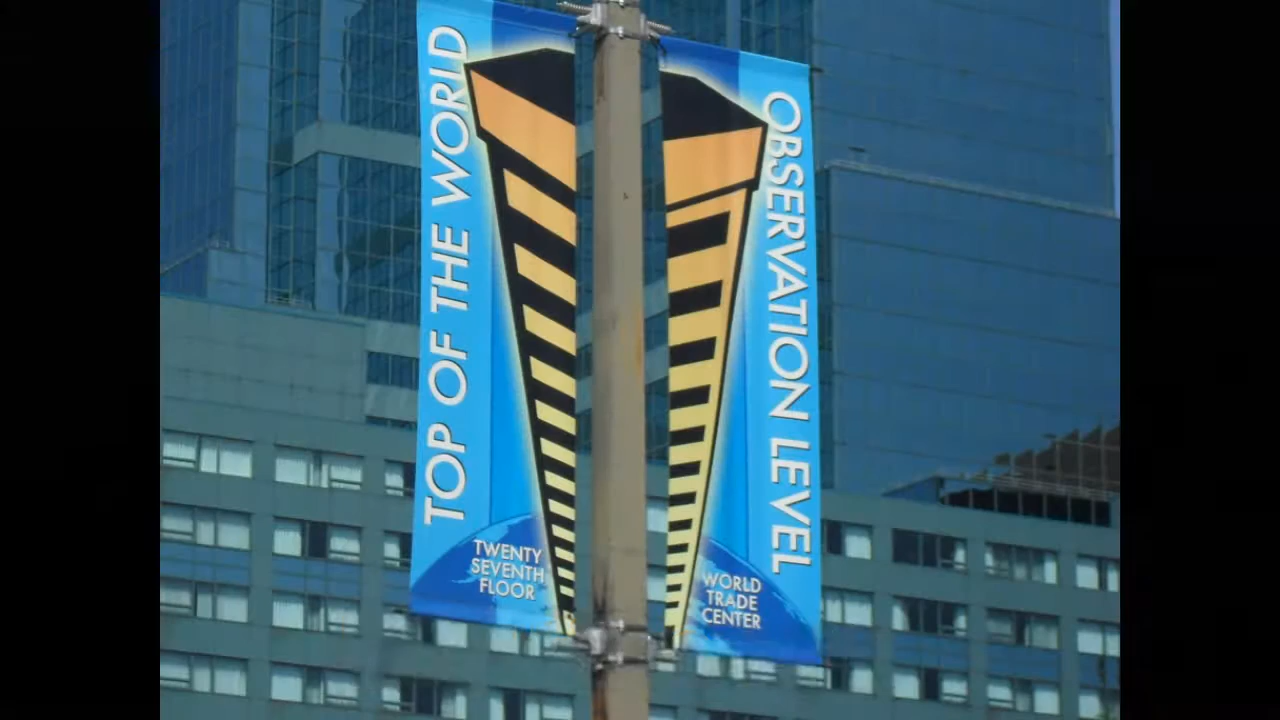 TOP OF THE WORLD
TWENTY
SEVENTH
FLOOR
OBSERVATION LEVEL
WORLD
TRADE
CENTER